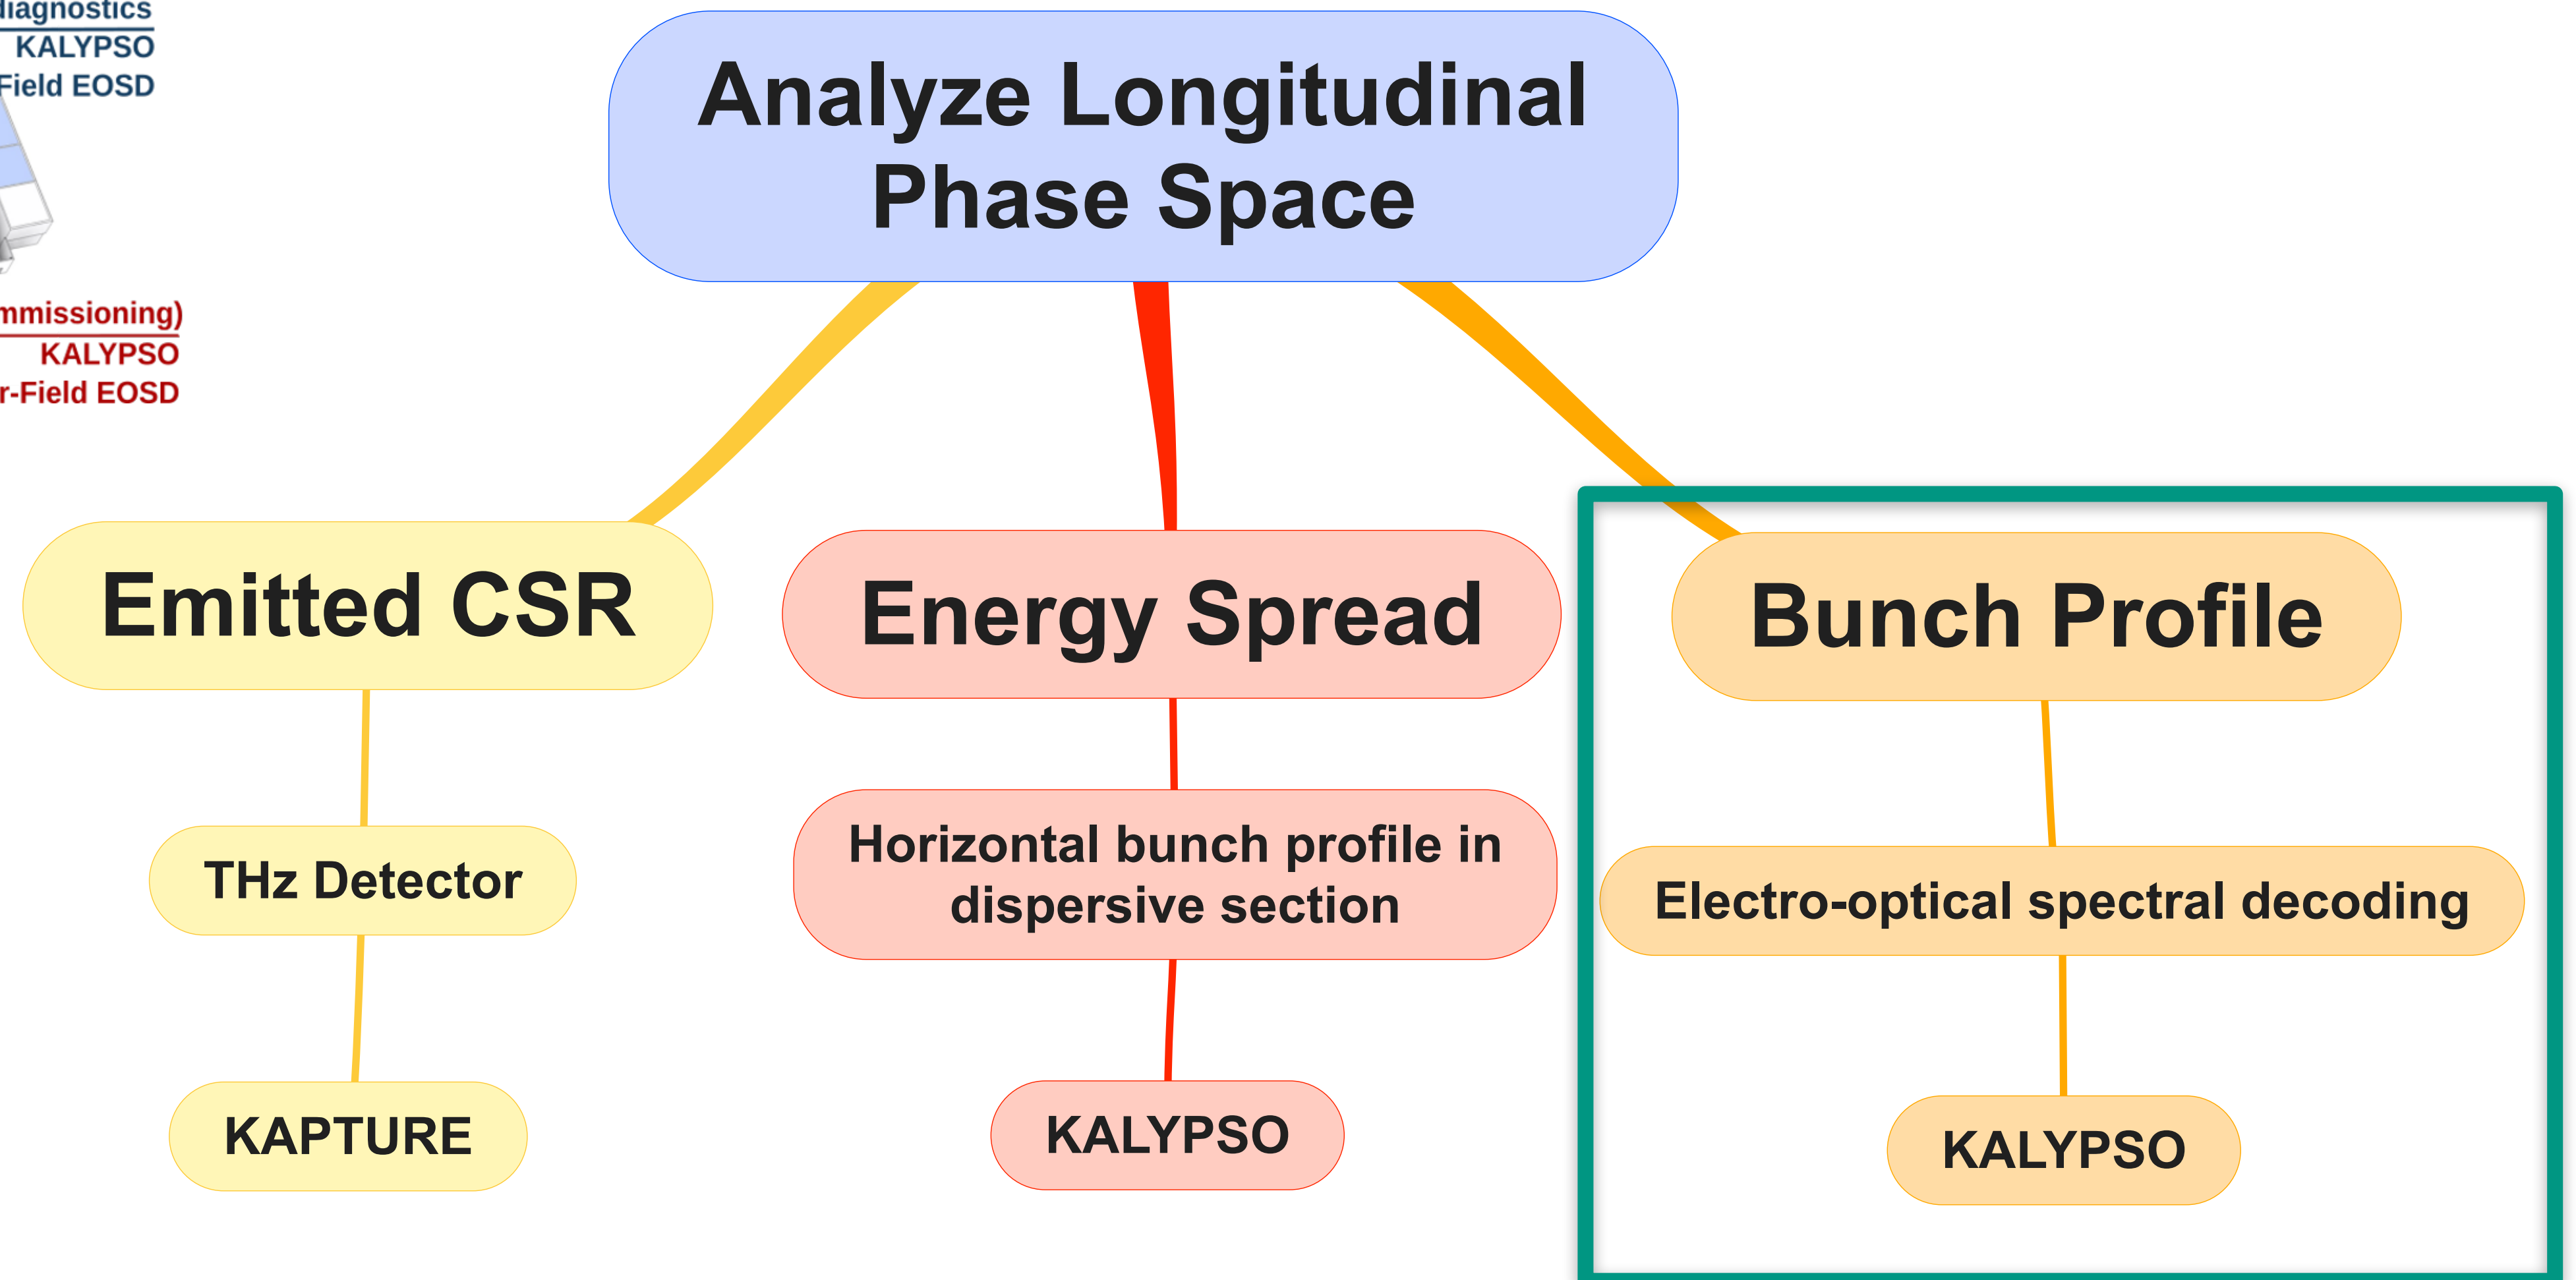 diagnostics
KALYPSO
Field EOSD
mmissioning)
KALYPSO
r-Field EOSD
Analyze Longitudinal
Phase Space
Emitted CSR
Energy Spread
Bunch Profile
THz Detector
Horizontal bunch profile in
dispersive section
Electro-optical spectral decoding
KAPTURE
KALYPSO
KALYPSO